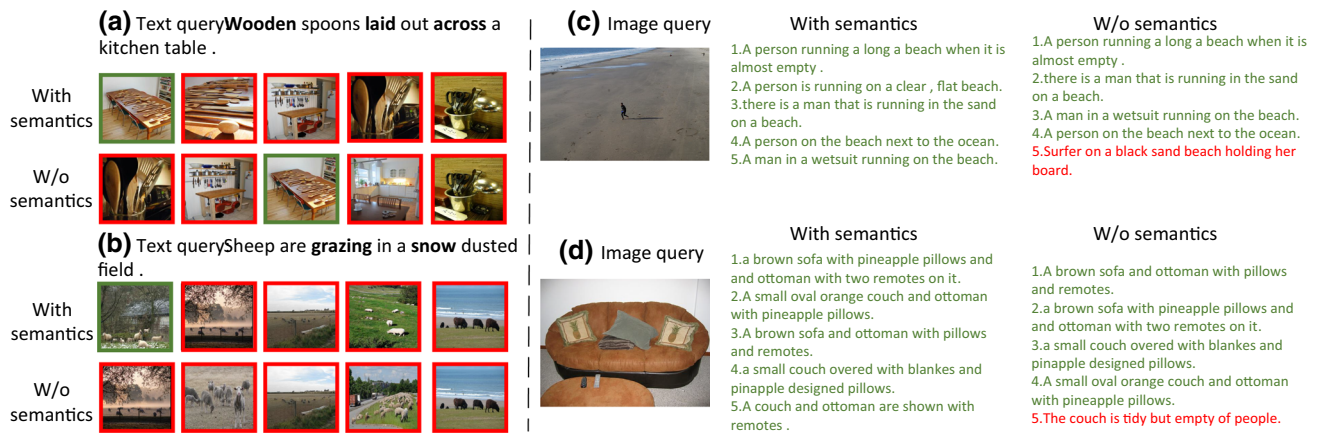 (a) Text queryWooden spoons laid out across a
kitchen table .
With
semantics
W/o
semantics
(b) Text querySheep are grazing in a snow dusted
field .
With
semantics
W/o
semantics
(c) Image query
With semantics
1.A person running a long a beach when it is
almost empty .
2.A person is running on a clear , flat beach.
3.there is a man that is running in the sand
on a beach.
4.A person on the beach next to the ocean.
5.A man in a wetsuit running on the beach.
W/o semantics
1.A person running a long a beach when it is
almost empty .
2.there is a man that is running in the sand
on a beach.
3.A man in a wetsuit running on the beach.
4.A person on the beach next to the ocean.
5.Surfer on a black sand beach holding her
board.
(d) Image query
With semantics
1.a brown sofa with pineapple pillows and
and ottoman with two remotes on it.
2.A small oval orange couch and ottoman
with pineapple pillows.
3.A brown sofa and ottoman with pillows
and remotes.
4.a small couch overed with blankes and
pinapple designed pillows.
5.A couch and ottoman are shown with
remotes .
W/o semantics
1.A brown sofa and ottoman with pillows
and remotes.
2.a brown sofa with pineapple pillows and
and ottoman with two remotes on it.
3.a small couch overed with blankes and
pinapple designed pillows.
4.A small oval orange couch and ottoman
with pineapple pillows.
5.The couch is tidy but empty of people.